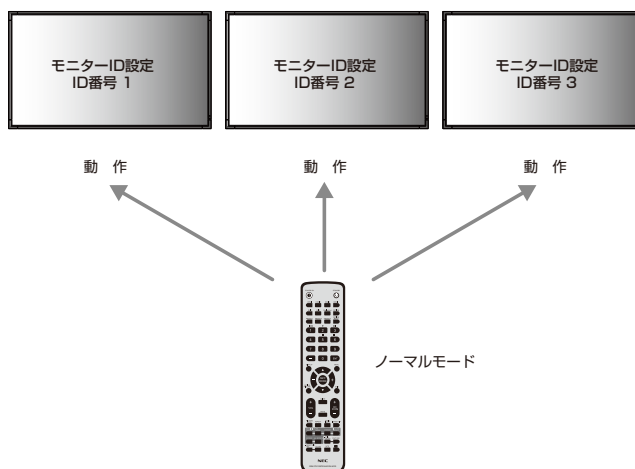 モニターID設定
ID番号 1
モニターID設定
ID番号 2
モニターID設定
ID番号 3
動 作
動 作
動 作
ノーマルモード
NEC